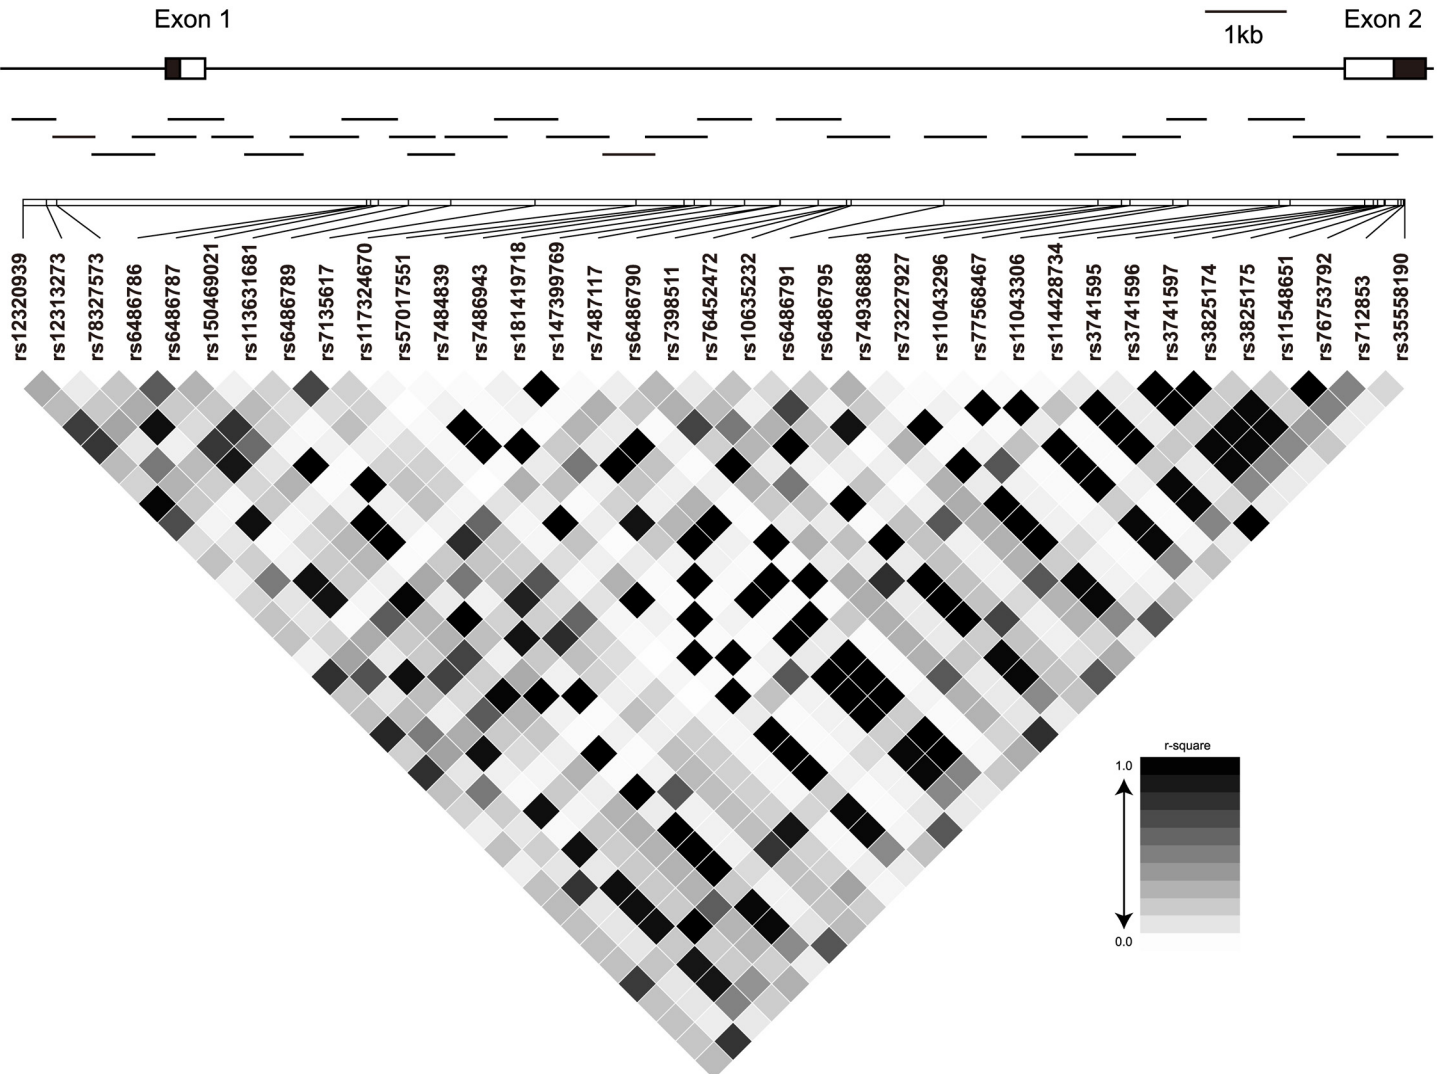 Exon 1
Exon 2
1kb
rs12320939
rs12313273
rs78327573
rs6486786
rs6486787
rs150469021
rs113631681
rs6486789
rs7135617
rs117324670
rs57017551
rs7484839
rs7486943
rs181419718
rs147399769
rs7487117
rs6486790
rs7398511
rs76452472
rs10635232
rs6486791
rs6486795
rs74936888
rs73227927
rs11043296
rs77568467
rs11043306
rs114428734
rs3741595
rs3741596
rs3741597
rs3825174
rs3825175
rs11548651
rs76753792
rs712853
rs35558190
r-square
1.0
0.0